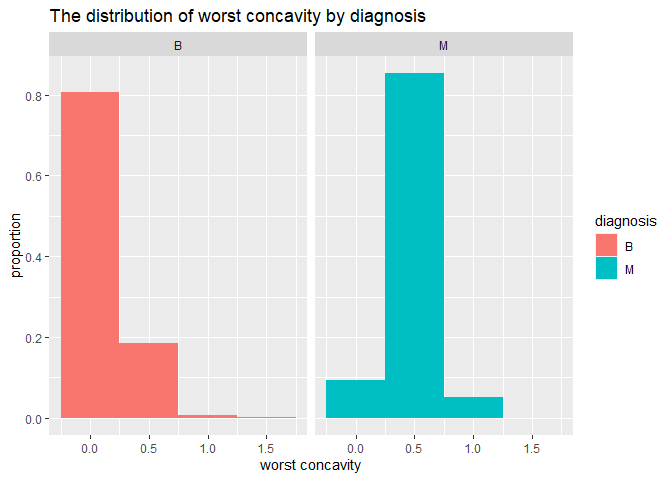 The distribution of worst concavity by diagnosis
B
M
proportion
0.8
0.6
0.4
0.2
0.0
0.0 0.5 1.0 1.5
0.0 0.5 1.0 1.5
worst concavity
diagnosis
B
M